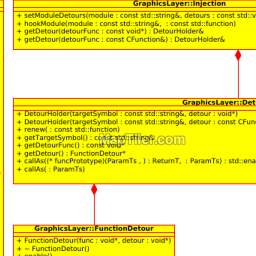 GraphicsLayer::Injection
+ setModuleDetours(module : const std::string&, detours : const std::v
+ hookModule(module : const std::string&, : const std::function)
+ getDetour(detourFunc : const void*) : DetourHolder&
+ getDetour(detourFunc : const CFunction&) : DetourHolder&
GraphicsLayer::Det
+ DetourHolder(targetSymbol : const std::string&, detour : void*)
+ DetourHolder(targetSymbol : const std::string&, detour : const CFunc
+ renew( : const std::function)
+ getTargetSymbol() : const std::string&
+ getDetourFunc() : const void*
+ getDetour() : FunctionDetour*
+ callAs((* funcPrototype)(ParamTs , ) : ReturnT, : ParamTs) : std::ena
+ callAs( : ParamTs)
GraphicsLayer::FunctionDetour
+ FunctionDetour(func : void*, detour : void*)
+ ~ FunctionDetour()
+ enable()